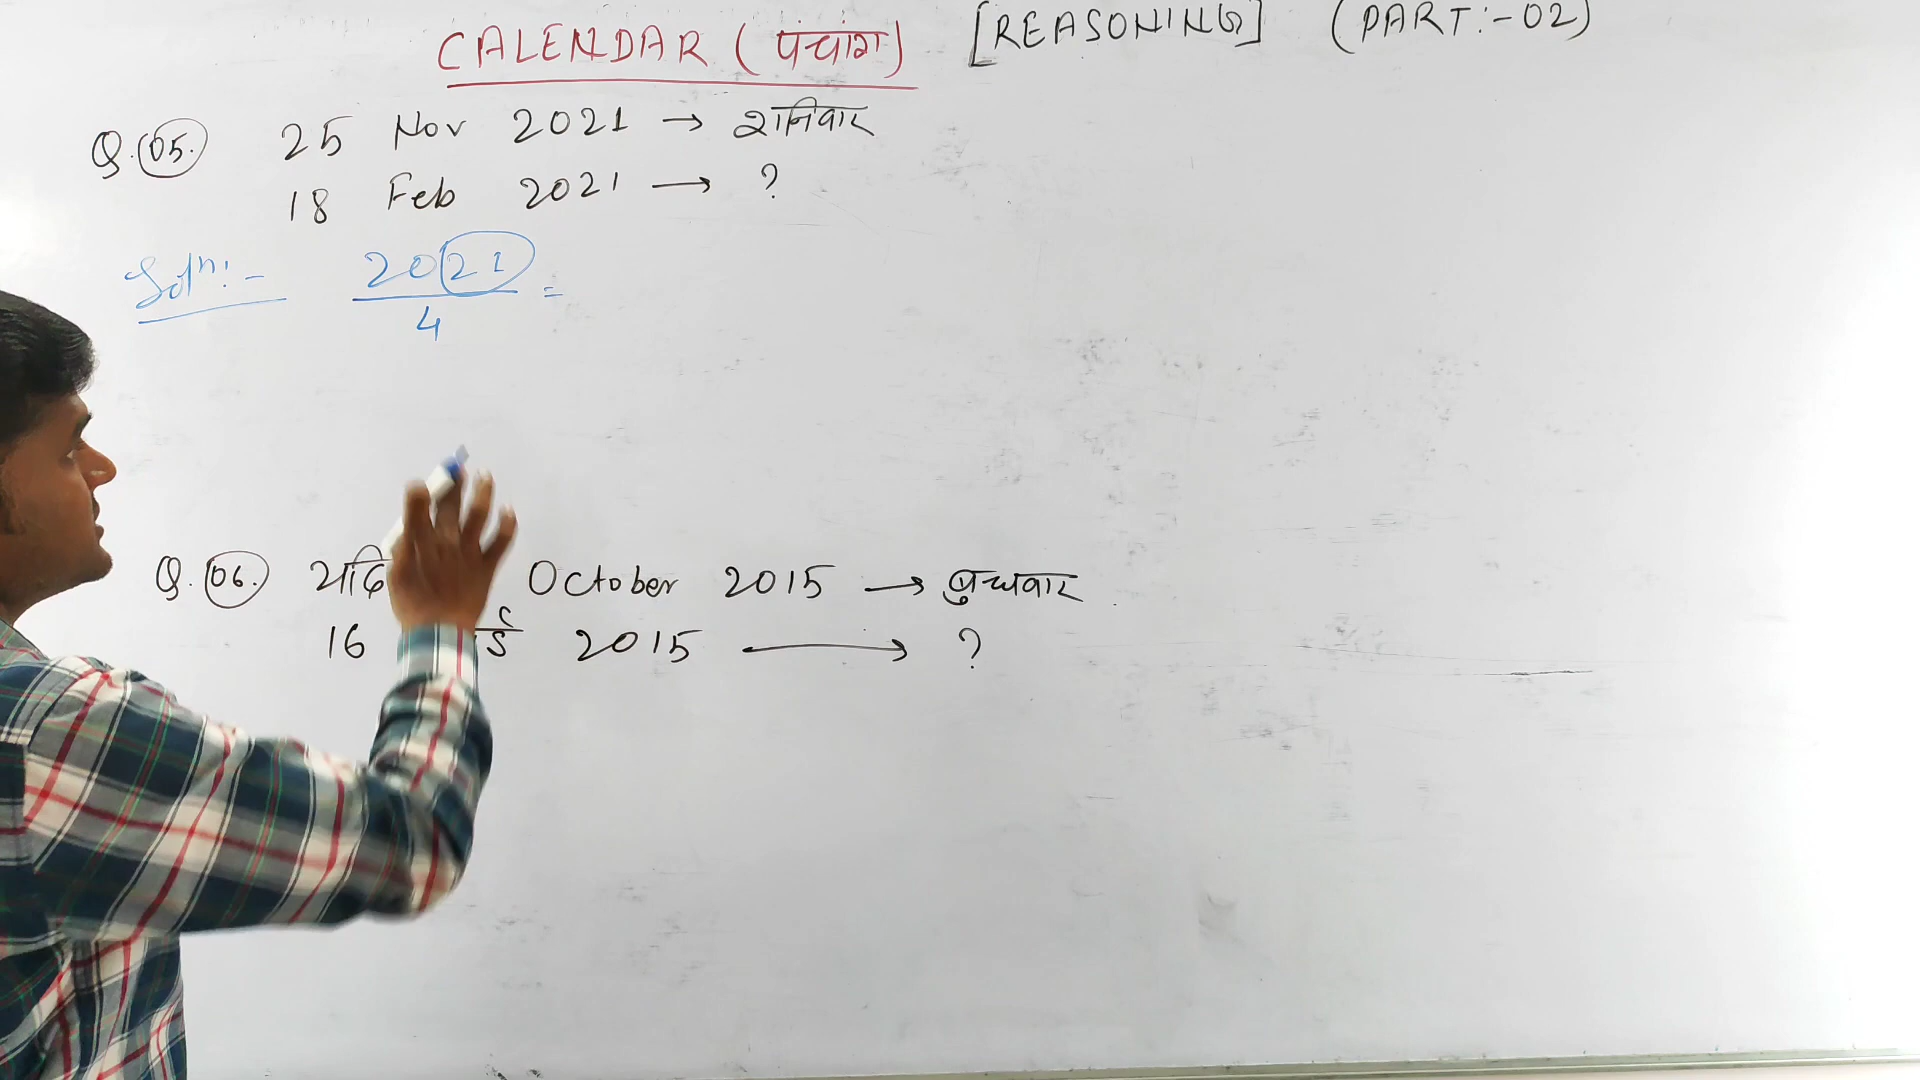 CALENDAR (पंचांग) [REASONING] (PART:-02)
Q.05. 25 Nov 2021 → शनिवार
18 Feb 2021 → ?
Solⁿ:- 2021
4 =
Q.06. यदि October 2015 → बुधवार
16 2015 → ?